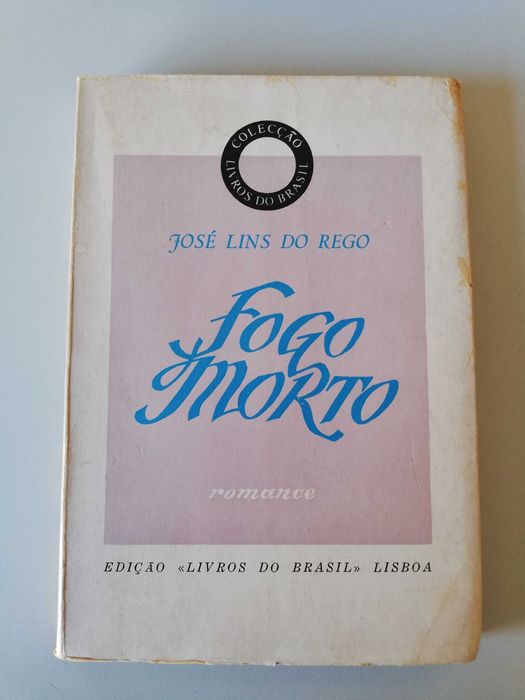 COLECÇÃO
LIVROS DO BRASIL
JOSÉ LINS DO REGO
FOGO
MORTO
romance
EDIÇÃO «LIVROS DO BRASIL» LISBOA